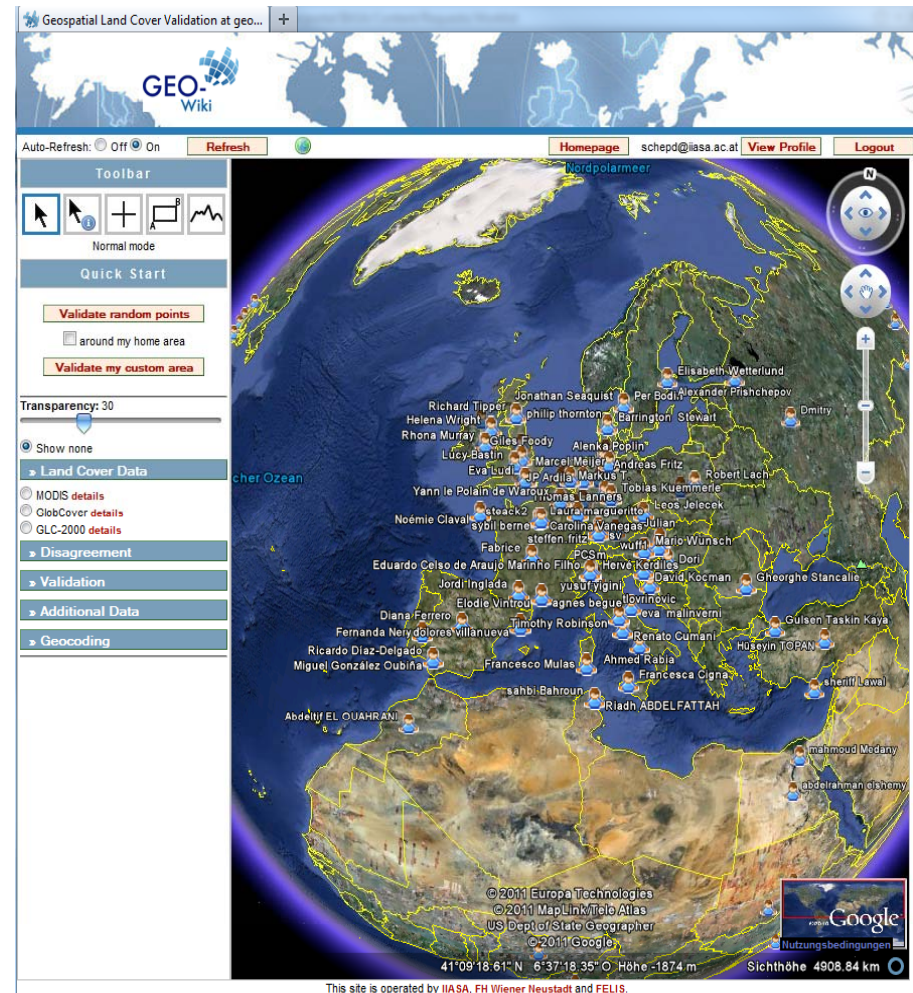 Geospatial Land Cover Validation at geo...
GEO-
Wiki
Auto-Refresh: Off On Refresh Homepage schepd@iiasa.ac.at View Profile Logout
Toolbar
Normal mode
Quick Start
Validate random points
around my home area
Validate my custom area
Transparency: 30
Show none
» Land Cover Data
MODIS details
GlobCover details
GLC-2000 details
» Disagreement
» Validation
» Additional Data
» Geocoding
Nordpolarmeer
N
cher Ozean
Elisabeth Wetterlund
Alexander Prishchepov
Jonathan Seaquist
Per Bodin
Richard Tipper
philip thornton
Barrington Stewart
Dmitry
Helena Wright
Rhona Murray
Giles Foody
Alenka Poplin
Lucy Bastin
Marcel Meijer
Andreas Fritz
Eva Ludi
JP Ardila
Markus T.
Robert Lach
Tobias Kuemmerle
Yann le Polain de Waroux
Thomas Lanners
Leos Jelecek
steack2
Laura margueritto
Noémie Claval
sybil berne
Carolina Vanegas
Julian
steffen fritz
sv
Mario Wunsch
wuff1
Fabrice
PCSm
Dori
Eduardo Celso de Araujo Marinho Filho
Hervé Kerdiles
David Kocman
Gheorghe Stancalie
Jordi Inglada
yusuf yigini
Elodie Vintrou
agnes begue
tlovrinovic
eva malinverni
Diana Ferrero
Gulsen Taskin Kaya
Fernanda Nery
dolores villanueva
Timothy Robinson
Renato Cumani
Hüseyin TOPAN
Ricardo Díaz-Delgado
Ahmed Rabia
Miguel González Oubiña
Francesco Mulas
Francesca Cigna
sheriff Lawal
sahbi Bahroun
Riadh ABDELFATTAH
Abdeltif EL OUAHRANI
mahmoud Medany
abdelrahman elshemy
© 2011 Europa Technologies
© 2011 MapLink/Tele Atlas
US Dept of State Geographer
© 2011 Google
Google
Nutzungsbedingungen
41°09'18.61" N 6°37'18.35" O Höhe -1874 m Sichthöhe 4908.84 km
This site is operated by IIASA, FH Wiener Neustadt and FELIS.